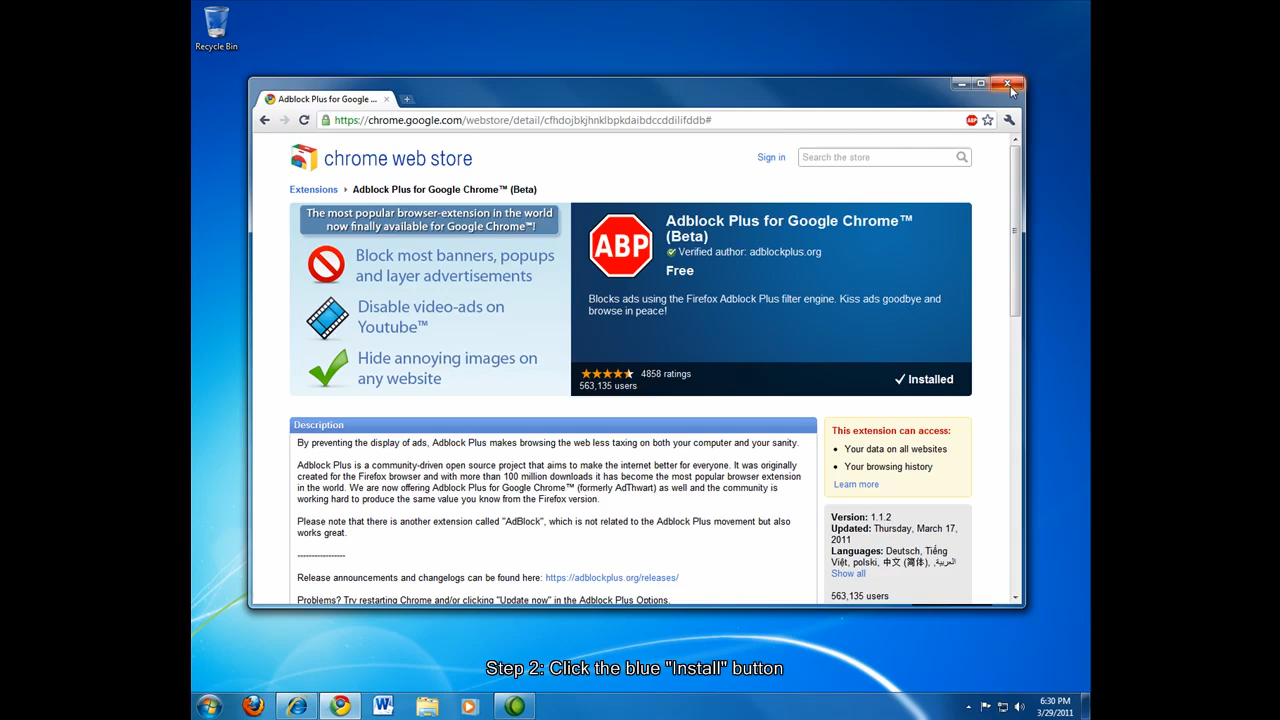 Recycle Bin
Adblock Plus for Google ...
https://chrome.google.com/webstore/detail/cfhdojbkjhnklbpkdaibdccddilifddb#
ABP
chrome web store
Sign in
Search the store
Extensions
Adblock Plus for Google Chrome™ (Beta)
The most popular browser-extension in the world
now finally available for Google Chrome™!
Block most banners, popups
and layer advertisements
Disable video-ads on
Youtube™
Hide annoying images on
any website
ABP
Adblock Plus for Google Chrome™
(Beta)
Verified author: adblockplus.org
Free
Blocks ads using the Firefox Adblock Plus filter engine. Kiss ads goodbye and
browse in peace!
4858 ratings
563,135 users
Installed
Description
By preventing the display of ads, Adblock Plus makes browsing the web less taxing on both your computer and your sanity.
Adblock Plus is a community-driven open source project that aims to make the internet better for everyone. It was originally
created for the Firefox browser and with more than 100 million downloads it has become the most popular browser extension
in the world. We are now offering Adblock Plus for Google Chrome™ (formerly AdThwart) as well and the community is
working hard to produce the same value you know from the Firefox version.
Please note that there is another extension called "AdBlock", which is not related to the Adblock Plus movement but also
works great.
----------------
Release announcements and changelogs can be found here: https://adblockplus.org/releases/
Problems? Try restarting Chrome and/or clicking "Update now" in the Adblock Plus Options.
This extension can access:
Your data on all websites
Your browsing history
Learn more
Version: 1.1.2
Updated: Thursday, March 17,
2011
Languages: Deutsch, Tiếng
Việt, polski, 中文 (简体), العربية,
Show all
563,135 users
Step 2: Click the blue "Install" button
W
6:30 PM
3/29/2011